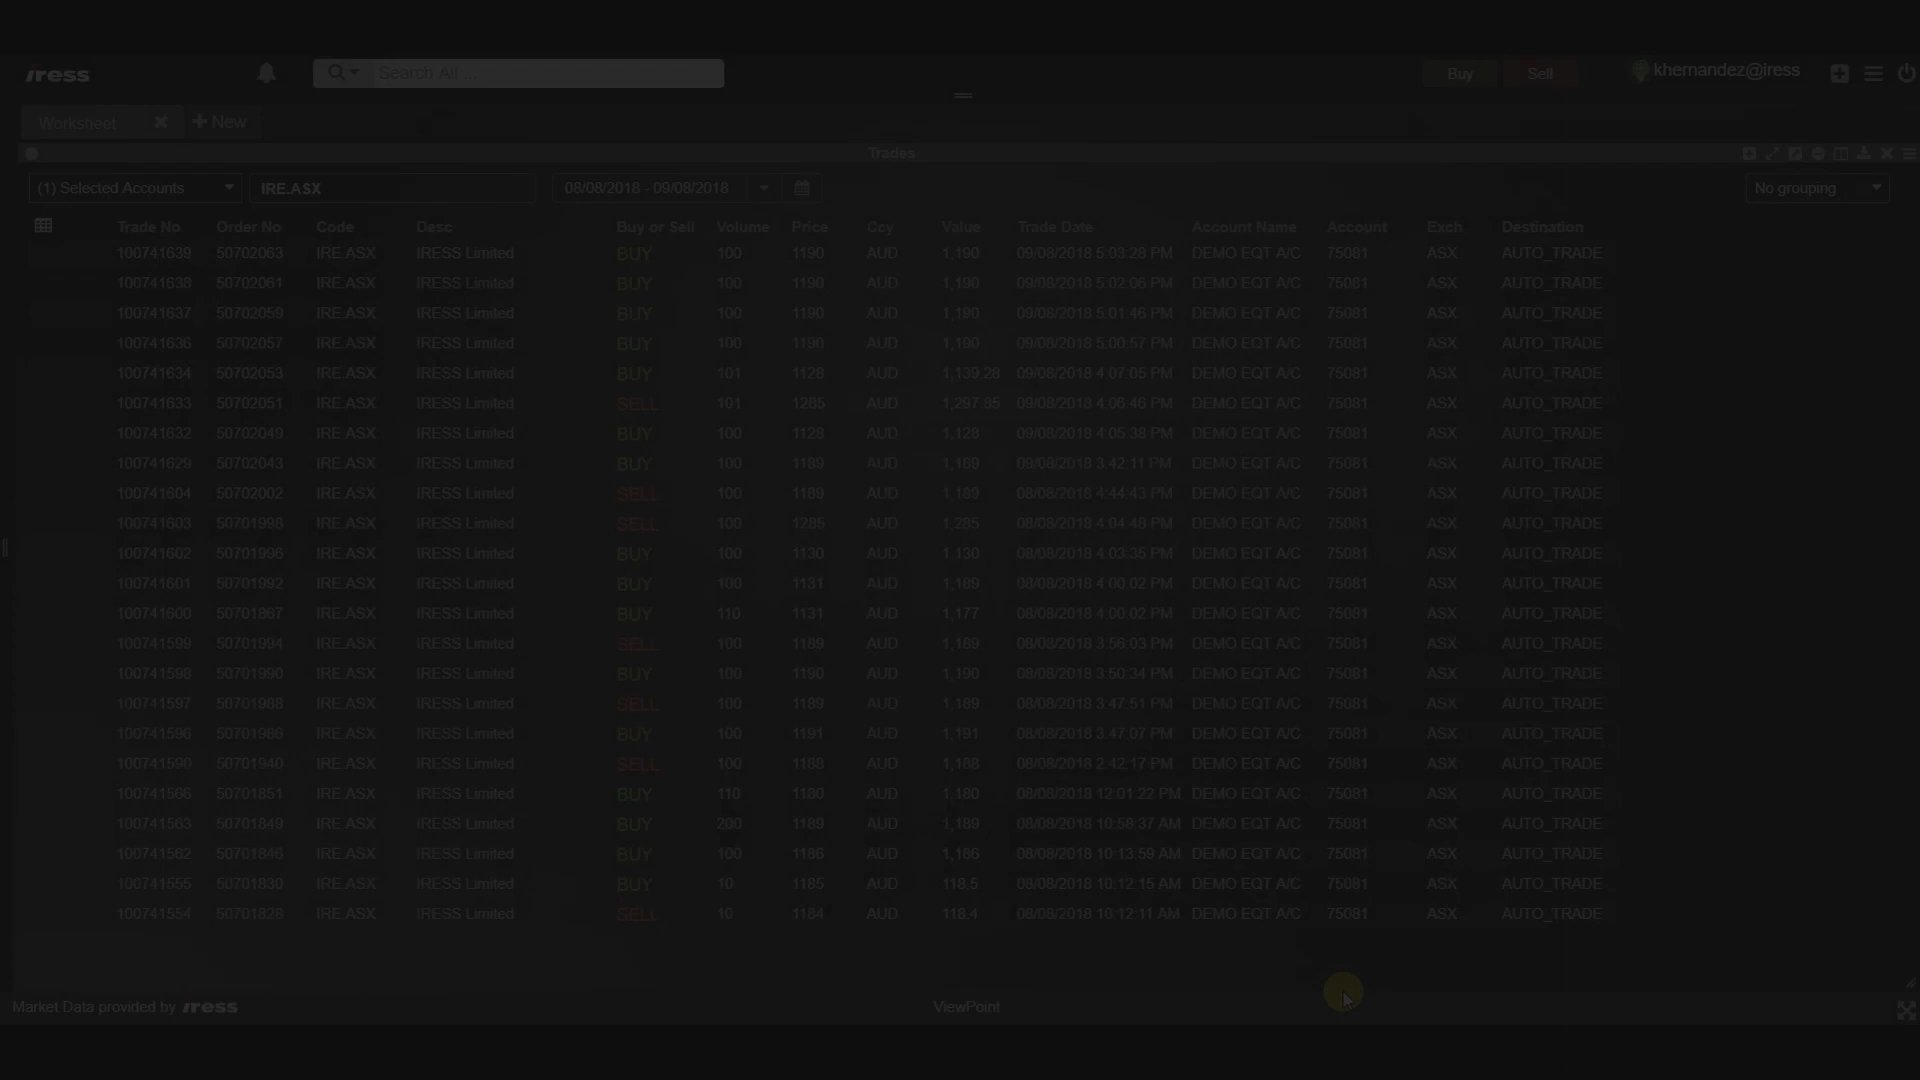 iress Search All ... Buy Sell khernandez@iress
Worksheet New
Trades
(1) Selected Accounts IRE.ASX 08/08/2018 - 09/08/2018 No grouping
Trade No Order No Code Desc Buy or Sell Volume Price Ccy Value Trade Date Account Name Account Exch Destination
100741639 50702063 IRE.ASX IRESS Limited BUY 100 1190 AUD 1,190 09/08/2018 5:03:28 PM DEMO EQT A/C 75081 ASX AUTO_TRADE
100741638 50702061 IRE.ASX IRESS Limited BUY 100 1190 AUD 1,190 09/08/2018 5:02:06 PM DEMO EQT A/C 75081 ASX AUTO_TRADE
100741637 50702059 IRE.ASX IRESS Limited BUY 100 1190 AUD 1,190 09/08/2018 5:01:46 PM DEMO EQT A/C 75081 ASX AUTO_TRADE
100741636 50702057 IRE.ASX IRESS Limited BUY 100 1190 AUD 1,190 09/08/2018 5:00:57 PM DEMO EQT A/C 75081 ASX AUTO_TRADE
100741634 50702053 IRE.ASX IRESS Limited BUY 101 1128 AUD 1,139.28 09/08/2018 4:07:05 PM DEMO EQT A/C 75081 ASX AUTO_TRADE
100741633 50702051 IRE.ASX IRESS Limited SELL 101 1285 AUD 1,297.85 09/08/2018 4:06:46 PM DEMO EQT A/C 75081 ASX AUTO_TRADE
100741632 50702049 IRE.ASX IRESS Limited BUY 100 1128 AUD 1,128 09/08/2018 4:05:38 PM DEMO EQT A/C 75081 ASX AUTO_TRADE
100741629 50702043 IRE.ASX IRESS Limited BUY 100 1189 AUD 1,189 09/08/2018 3:42:11 PM DEMO EQT A/C 75081 ASX AUTO_TRADE
100741604 50702002 IRE.ASX IRESS Limited SELL 100 1189 AUD 1,189 08/08/2018 4:44:43 PM DEMO EQT A/C 75081 ASX AUTO_TRADE
100741603 50701998 IRE.ASX IRESS Limited SELL 100 1285 AUD 1,285 08/08/2018 4:04:48 PM DEMO EQT A/C 75081 ASX AUTO_TRADE
100741602 50701996 IRE.ASX IRESS Limited BUY 100 1130 AUD 1,130 08/08/2018 4:03:35 PM DEMO EQT A/C 75081 ASX AUTO_TRADE
100741601 50701992 IRE.ASX IRESS Limited BUY 100 1131 AUD 1,189 08/08/2018 4:00:02 PM DEMO EQT A/C 75081 ASX AUTO_TRADE
100741600 50701867 IRE.ASX IRESS Limited BUY 110 1131 AUD 1,177 08/08/2018 4:00:02 PM DEMO EQT A/C 75081 ASX AUTO_TRADE
100741599 50701994 IRE.ASX IRESS Limited SELL 100 1189 AUD 1,189 08/08/2018 3:56:03 PM DEMO EQT A/C 75081 ASX AUTO_TRADE
100741598 50701990 IRE.ASX IRESS Limited BUY 100 1190 AUD 1,190 08/08/2018 3:50:34 PM DEMO EQT A/C 75081 ASX AUTO_TRADE
100741597 50701988 IRE.ASX IRESS Limited SELL 100 1189 AUD 1,189 08/08/2018 3:47:51 PM DEMO EQT A/C 75081 ASX AUTO_TRADE
100741596 50701986 IRE.ASX IRESS Limited BUY 100 1191 AUD 1,191 08/08/2018 3:47:07 PM DEMO EQT A/C 75081 ASX AUTO_TRADE
100741590 50701940 IRE.ASX IRESS Limited SELL 100 1188 AUD 1,188 08/08/2018 2:42:17 PM DEMO EQT A/C 75081 ASX AUTO_TRADE
100741566 50701851 IRE.ASX IRESS Limited BUY 110 1180 AUD 1,180 08/08/2018 12:01:22 PM DEMO EQT A/C 75081 ASX AUTO_TRADE
100741563 50701849 IRE.ASX IRESS Limited BUY 200 1189 AUD 1,189 08/08/2018 10:58:37 AM DEMO EQT A/C 75081 ASX AUTO_TRADE
100741562 50701846 IRE.ASX IRESS Limited BUY 100 1186 AUD 1,186 08/08/2018 10:13:59 AM DEMO EQT A/C 75081 ASX AUTO_TRADE
100741555 50701830 IRE.ASX IRESS Limited BUY 10 1185 AUD 118.5 08/08/2018 10:12:15 AM DEMO EQT A/C 75081 ASX AUTO_TRADE
100741554 50701828 IRE.ASX IRESS Limited SELL 10 1184 AUD 118.4 08/08/2018 10:12:11 AM DEMO EQT A/C 75081 ASX AUTO_TRADE
Market Data provided by iress ViewPoint